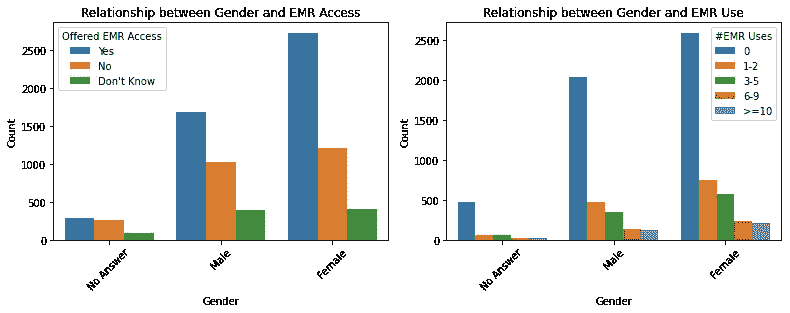 Relationship between Gender and EMR Access
Offered EMR Access
Yes
No
Don't Know
Count
2500
2000
1500
1000
500
0
No Answer
Male
Female
Gender
Relationship between Gender and EMR Use
#EMR Uses
0
1-2
3-5
6-9
>=10
Count
2500
2000
1500
1000
500
0
No Answer
Male
Female
Gender